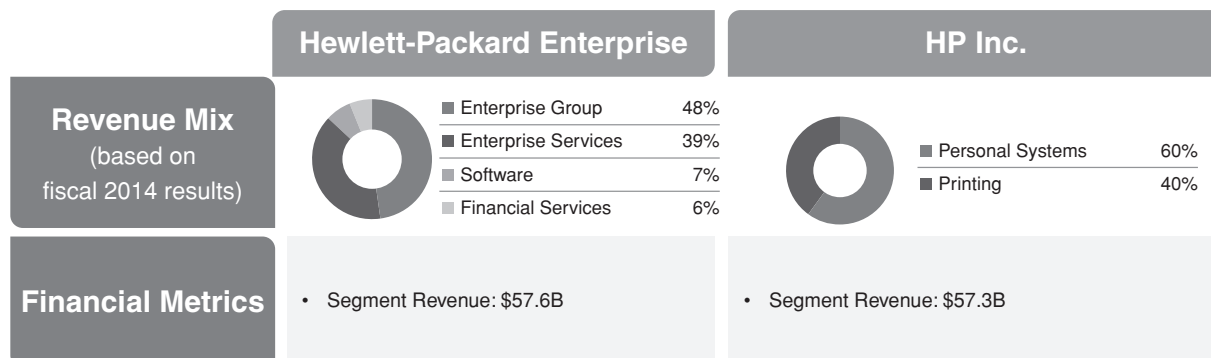 Hewlett-Packard Enterprise
HP Inc.
Revenue Mix
(based on
fiscal 2014 results)
Enterprise Group 48%
Enterprise Services 39%
Software 7%
Financial Services 6%
Personal Systems 60%
Printing 40%
Financial Metrics
• Segment Revenue: $57.6B
• Segment Revenue: $57.3B